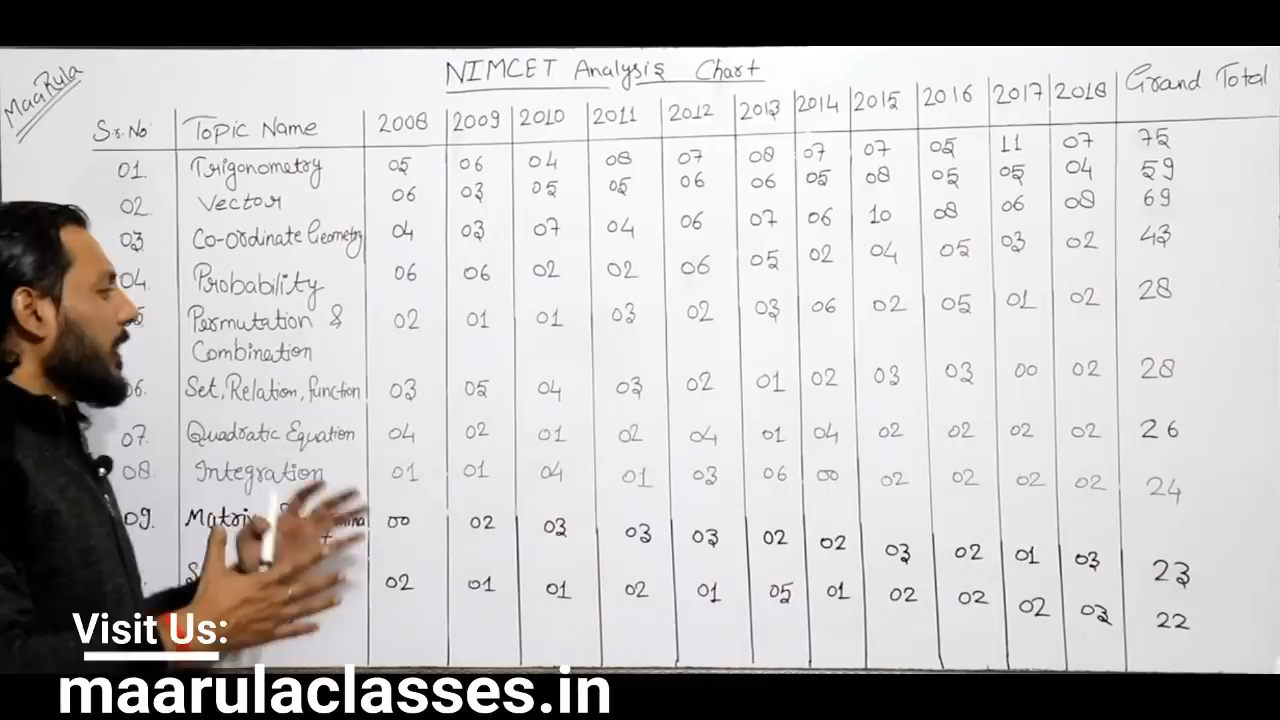 MaaRula
NIMCET Analysis Chart
Sr.No. Topic Name 2008 2009 2010 2011 2012 2013 2014 2015 2016 2017 2018 Grand Total
01. Trigonometry 05 06 04 08 07 08 07 07 05 11 07 75
02. Vector 06 03 05 05 06 06 05 08 05 05 04 59
03 Co-ordinate Geometry 04 03 07 04 06 07 06 10 08 06 08 69
04. Probability 06 06 02 02 06 05 02 04 05 03 02 43
Permutation & 02 01 01 03 02 03 06 02 05 01 02 28
Combination
06. Set, Relation, function 03 05 04 03 02 01 02 03 03 00 02 28
07. Quadratic Equation 04 02 01 02 04 01 04 02 02 02 02 26
08. Integration 01 01 04 01 03 06 00 02 02 02 02 24
09. 00 02 03 03 03 02 02 03 02 01 03 23
02 01 01 02 01 05 01 02 02 02 03 22
Visit Us:
maarulaclasses.in